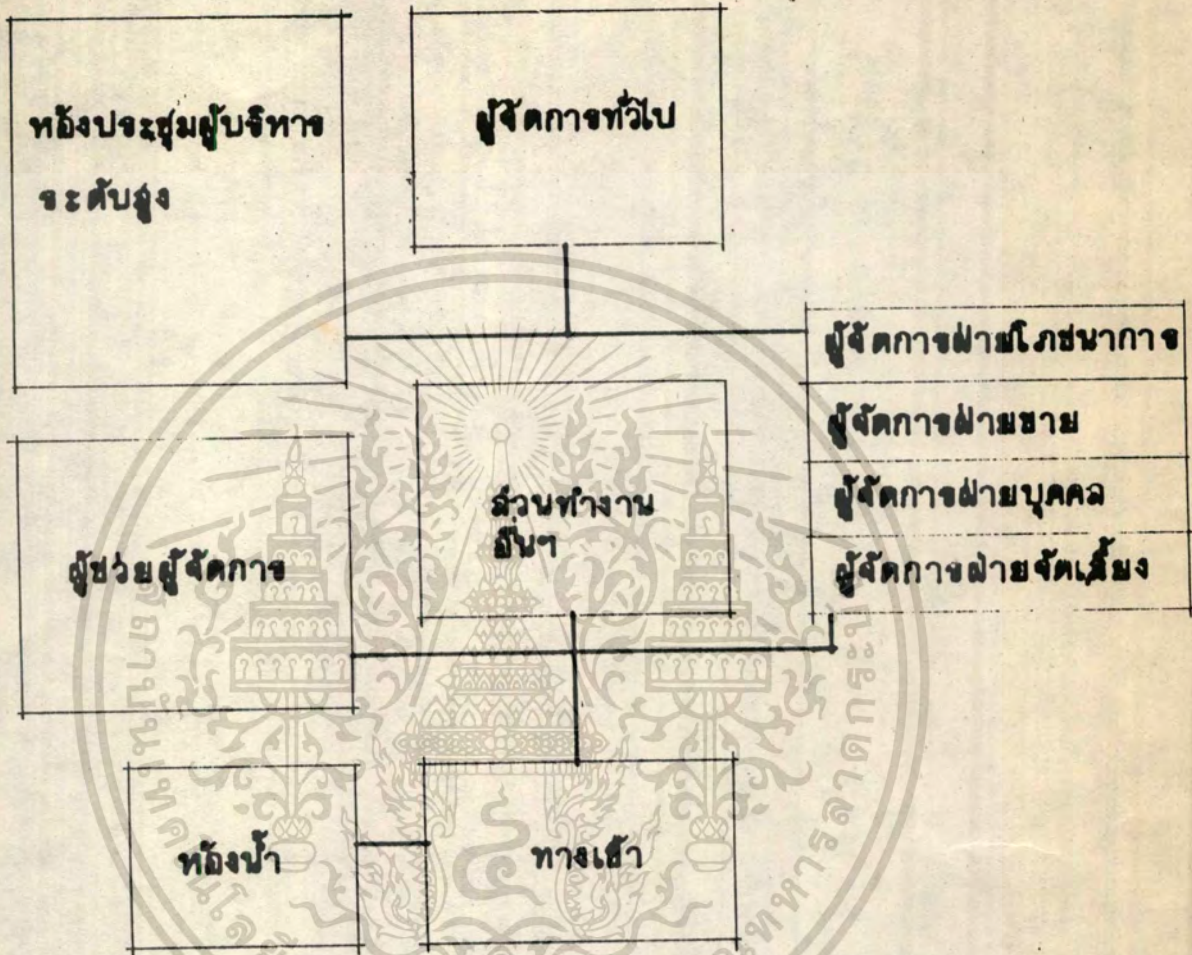 ห้องประชุมผู้บริหาร
ระดับสูง
ผู้จัดการทั่วไป
ผู้จัดการฝ่ายโภชนาการ
ผู้จัดการฝ่ายขาย
ผู้จัดการฝ่ายบุคคล
ผู้จัดการฝ่ายจัดเลี้ยง
ส่วนทำงาน
อื่นๆ
ผู้ช่วยผู้จัดการ
ห้องน้ำ
ทางเข้า